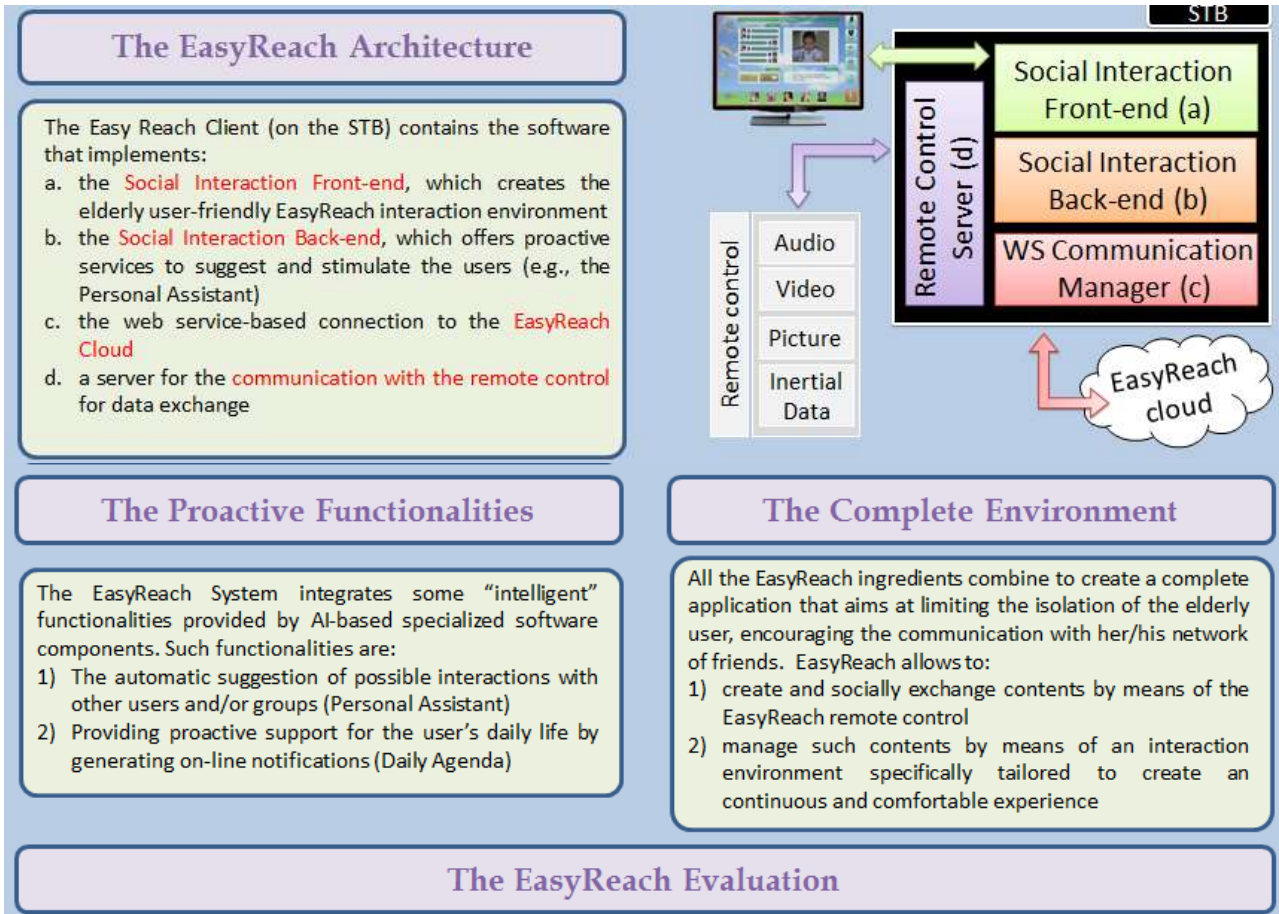 The EasyReach Architecture
The Easy Reach Client (on the STB) contains the software
that implements:
a. the Social Interaction Front-end, which creates the
elderly user-friendly EasyReach interaction environment
b. the Social Interaction Back-end, which offers proactive
services to suggest and stimulate the users (e.g., the
Personal Assistant)
c. the web service-based connection to the EasyReach
Cloud
d. a server for the communication with the remote control
for data exchange
STB
Social Interaction
Front-end (a)
Social Interaction
Back-end (b)
WS Communication
Manager (c)
Remote Control
Server (d)
Remote control
Audio
Video
Picture
Inertial
Data
EasyReach
cloud
The Proactive Functionalities
The EasyReach System integrates some “intelligent”
functionalities provided by AI-based specialized software
components. Such functionalities are:
1) The automatic suggestion of possible interactions with
other users and/or groups (Personal Assistant)
2) Providing proactive support for the user’s daily life by
generating on-line notifications (Daily Agenda)
The Complete Environment
All the EasyReach ingredients combine to create a complete
application that aims at limiting the isolation of the elderly
user, encouraging the communication with her/his network
of friends. EasyReach allows to:
1) create and socially exchange contents by means of the
EasyReach remote control
2) manage such contents by means of an interaction
environment specifically tailored to create an
continuous and comfortable experience
The EasyReach Evaluation